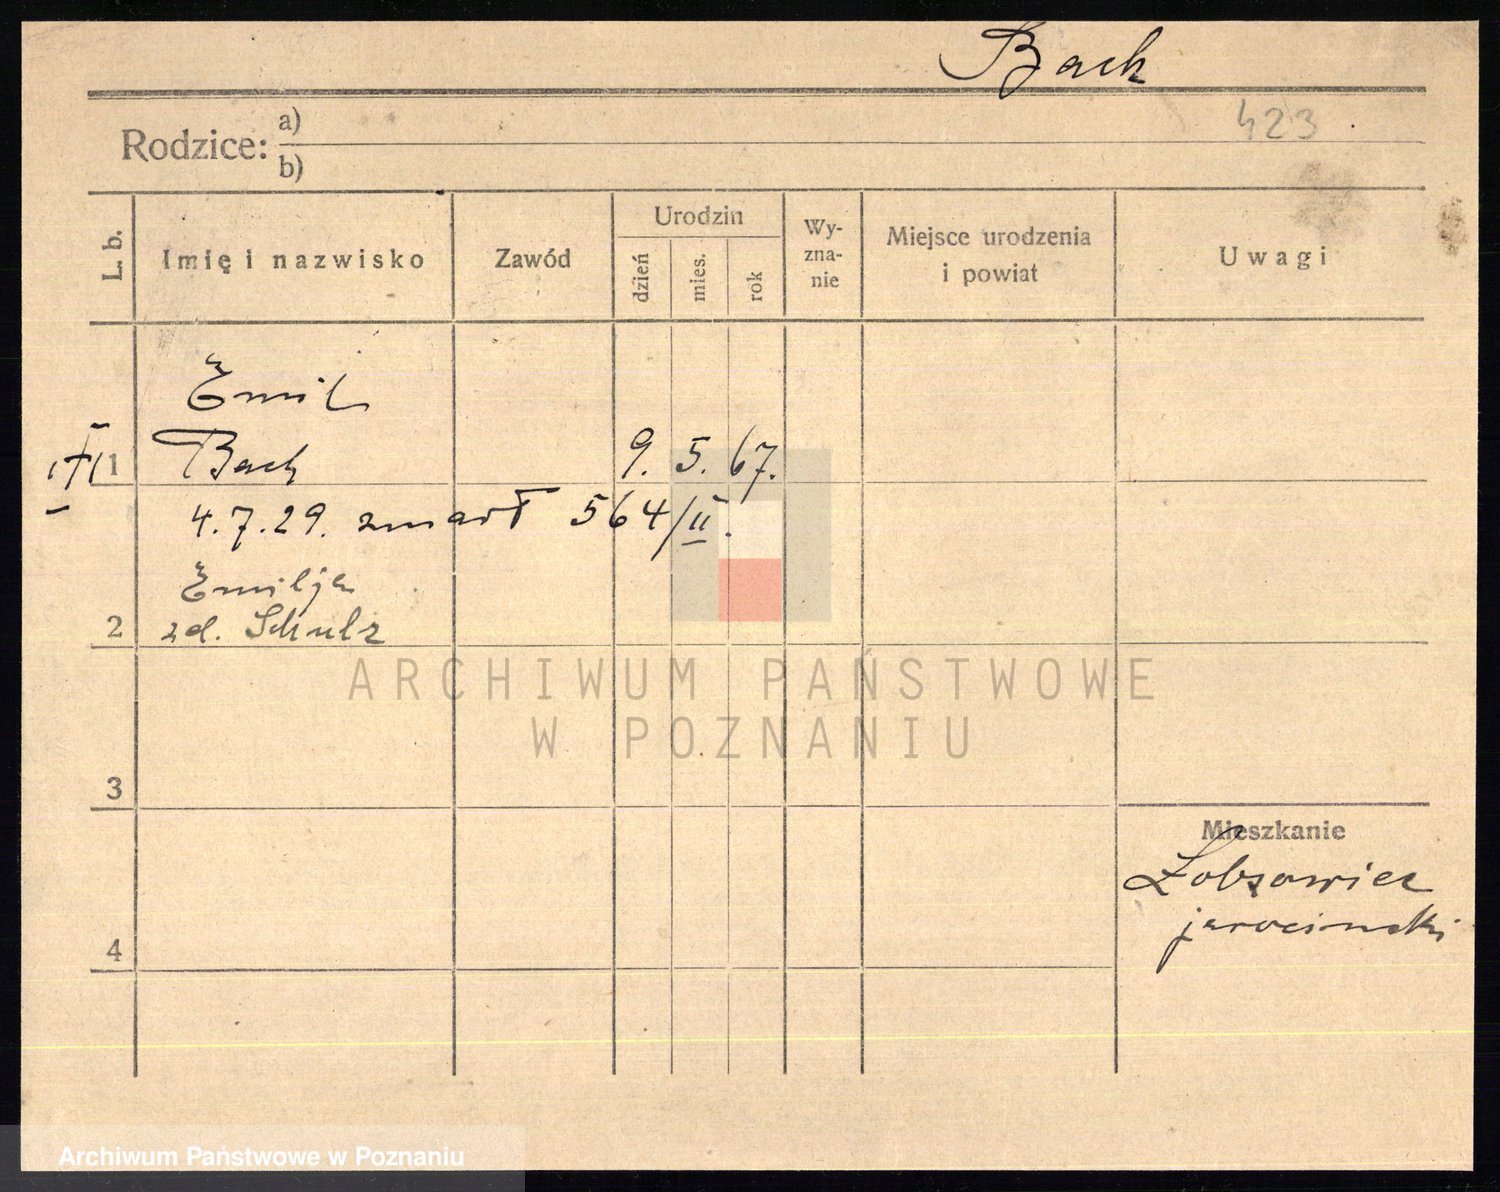 Bach
423
Rodzice: a)
b)
L. b.
Imię i nazwisko
Zawód
Urodzin
dzień
mies.
rok
Wy-
zna-
nie
Miejsce urodzenia
i powiat
Uwagi
Emil
1 Bach 9. 5. 67.
4.7.29. zmarł 564/II.
Emilja
2 zd. Schulz
3
Mieszkanie
jarocinski
4
ARCHIWUM PAŃSTWOWE
W POZNANIU
Archiwum Państwowe w Poznaniu